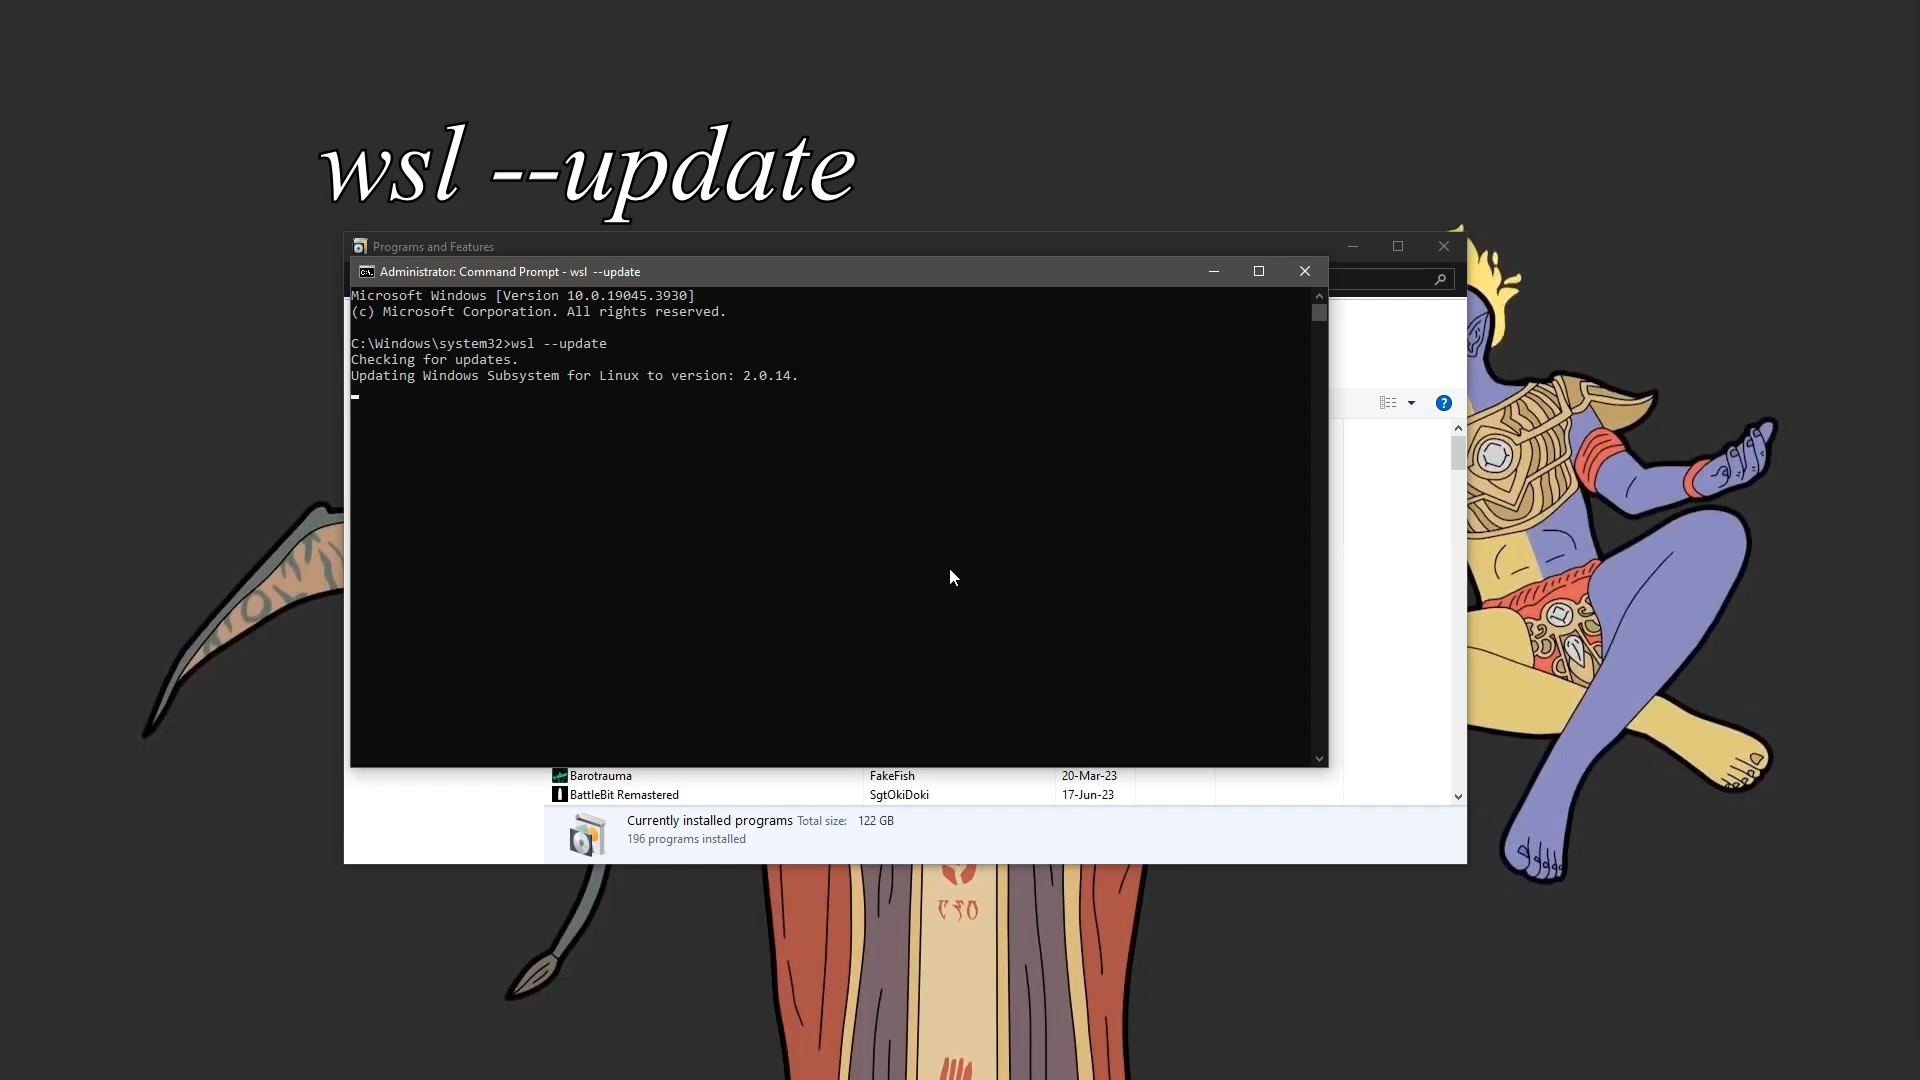 wsl --update
Programs and Features
Administrator: Command Prompt - wsl  --update
Microsoft Windows [Version 10.0.19045.3930]
(c) Microsoft Corporation. All rights reserved.
C:\Windows\system32>wsl --update
Checking for updates.
Updating Windows Subsystem for Linux to version: 2.0.14.
Barotrauma FakeFish 20-Mar-23
BattleBit Remastered SgtOkiDoki 17-Jun-23
Currently installed programs Total size: 122 GB
196 programs installed